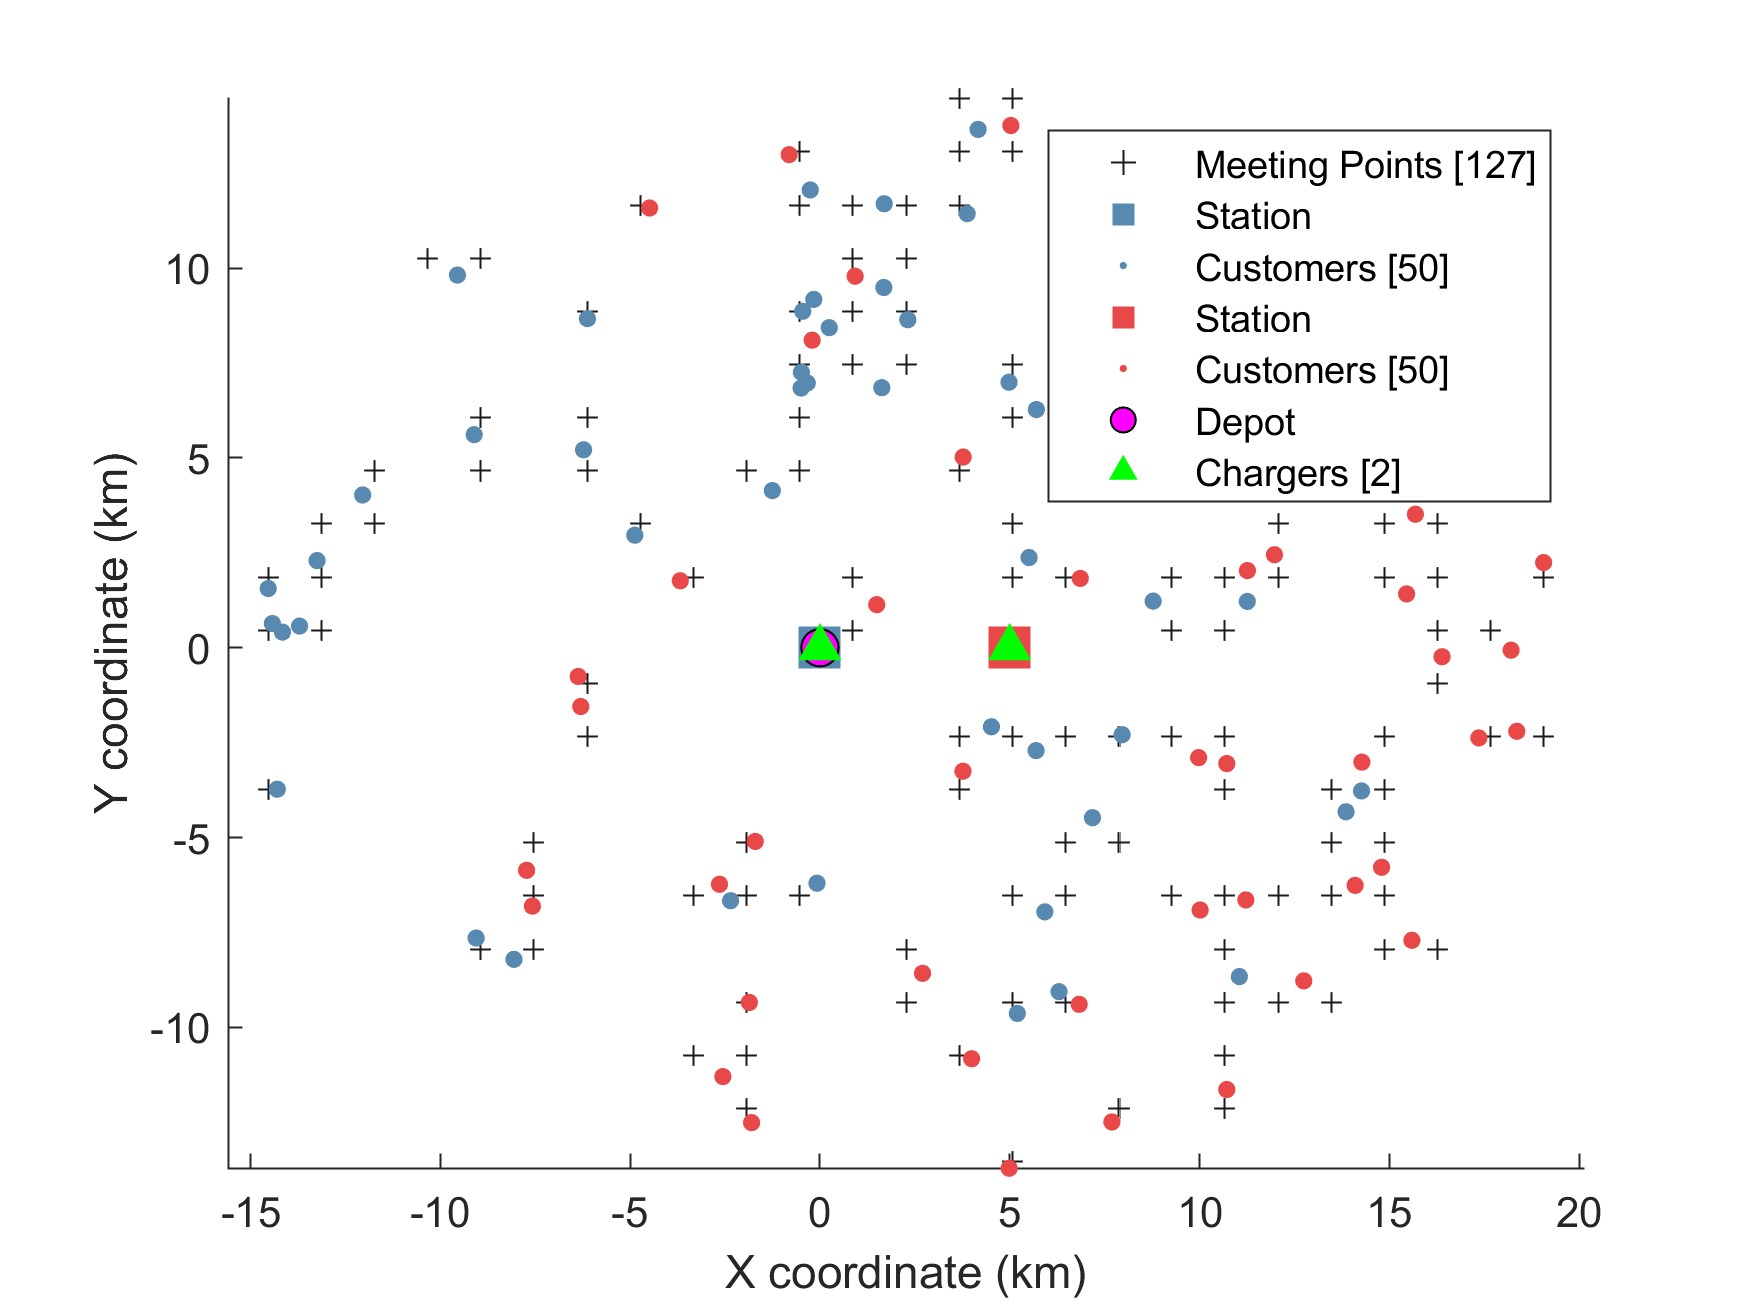 Meeting Points [127]
Station
Customers [50]
Station
Customers [50]
Depot
Chargers [2]
10
5
0
-5
-10
Y coordinate (km)
-15 -10 -5 0 5 10 15 20
X coordinate (km)